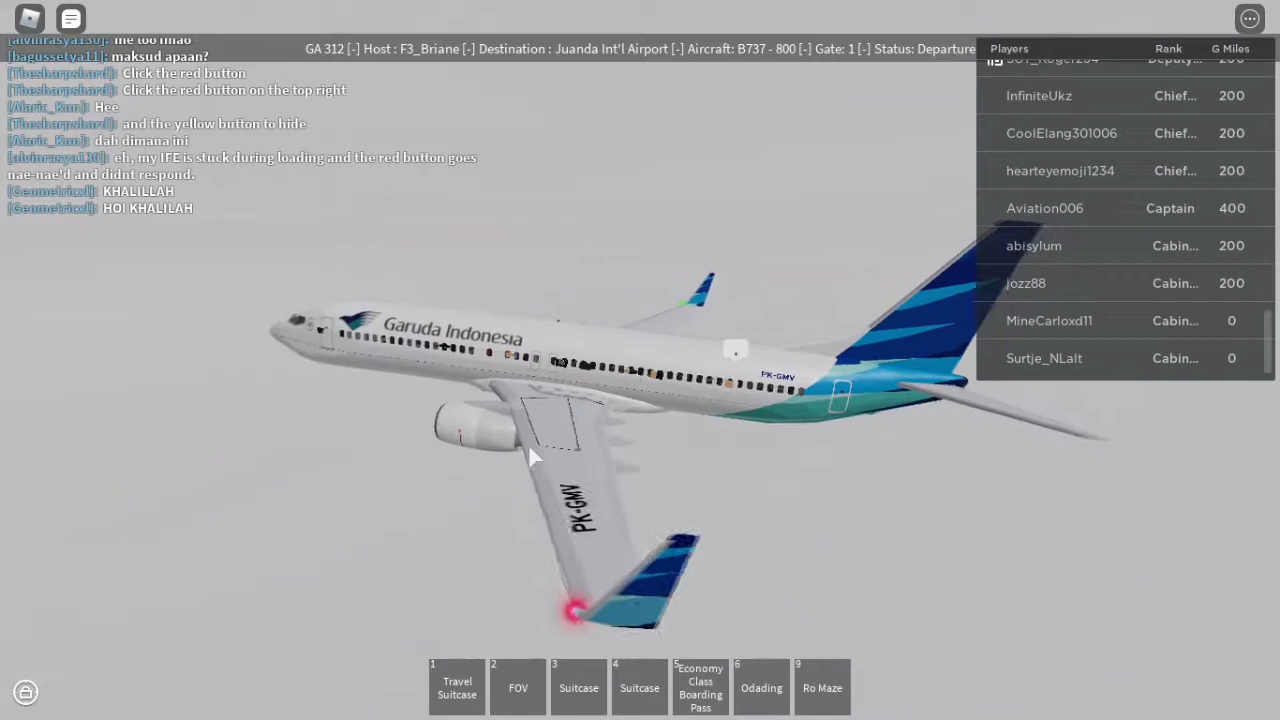 GA 312 [-] Host : F3_Briane [-] Destination : Juanda Int'l Airport [-] Aircraft: B737 - 800 [-] Gate: 1 [-] Status: Departure
[alvinrasya130]: me too lmao
[bagussetya11]: maksud apaan?
[Thesharpshard]: Click the red button
[Thesharpshard]: Click the red button on the top right
[Alaric_Kun]: Hee
[Thesharpshard]: and the yellow button to hide
[Alaric_Kun]: dah dimana ini
[alvinrasya130]: eh, my IFE is stuck during loading and the red button goes
nae-nae'd and didnt respond.
[Geometricxl]: KHALILLAH
[Geometricxl]: HOI KHALILAH
Players Rank G Miles
Deputy... 200
InfiniteUkz Chief... 200
CoolElang301006 Chief... 200
hearteyemoji1234 Chief... 200
Aviation006 Captain 400
abisylum Cabin... 200
jozz88 Cabin... 200
MineCarloxd11 Cabin... 0
Surtje_NLalt Cabin... 0
Garuda Indonesia
PK-GMV
PK-GMV
1
Travel
Suitcase
2
FOV
3
Suitcase
4
Suitcase
5
Economy
Class
Boarding
Pass
6
Odading
9
Ro Maze